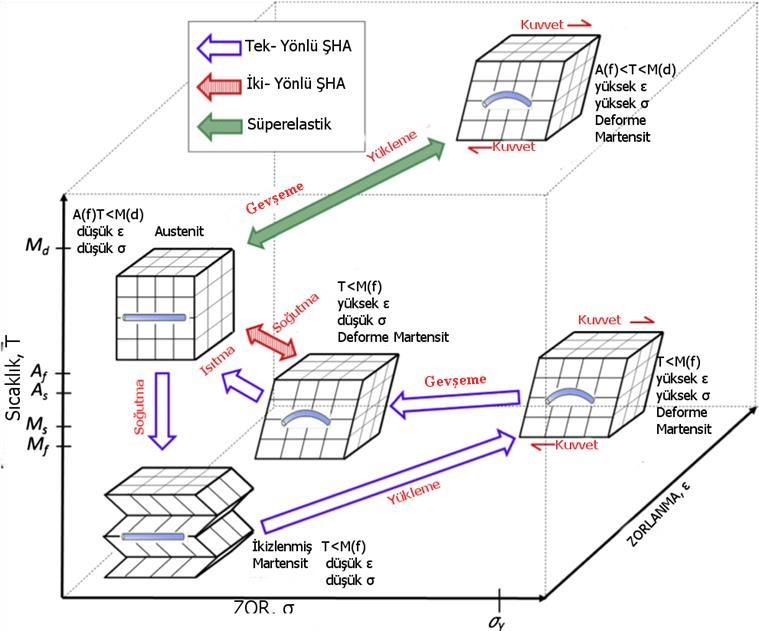 Tek- Yönlü ŞHA
İki- Yönlü ŞHA
Süperelastik
Kuvvet
A(f)<T<M(d)
yüksek ε
yüksek σ
Deforme
Martensit
Kuvvet
Yükleme
Gevşeme
A(f)T<M(d)
düşük ε
düşük σ
Austenit
M_d
T<M(f)
yüksek ε
düşük σ
Deforme Martensit
Soğutma
Isıtma
Kuvvet
T<M(f)
yüksek ε
yüksek σ
Deforme
Martensit
Kuvvet
Gevşeme
Sıcaklık, T
A_f
A_s
M_s
M_f
Soğutma
Yükleme
İkizlenmiş
Martensit
T<M(f)
düşük ε
düşük σ
ZORLANMA, ε
ZOR, σ
σ_Y